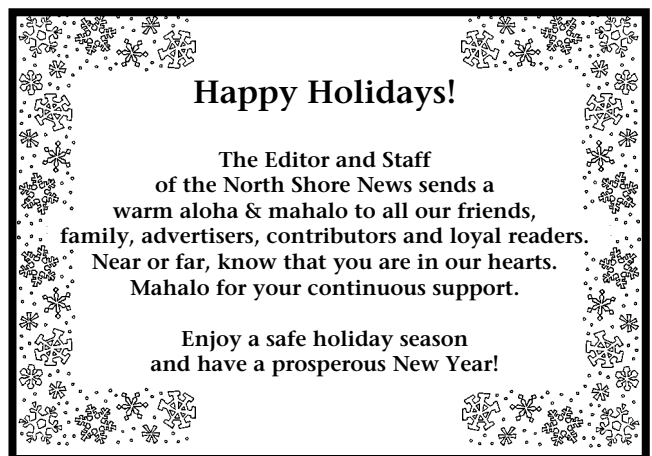 Happy Holidays!
The Editor and Staff
of the North Shore News sends a
warm aloha & mahalo to all our friends,
family, advertisers, contributors and loyal readers.
Near or far, know that you are in our hearts.
Mahalo for your continuous support.
Enjoy a safe holiday season
and have a prosperous New Year!